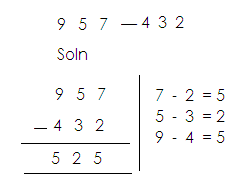 9 5 7 — 4 3 2
Soln
9 5 7
— 4 3 2
5 2 5
7 - 2 = 5
5 - 3 = 2
9 - 4 = 5